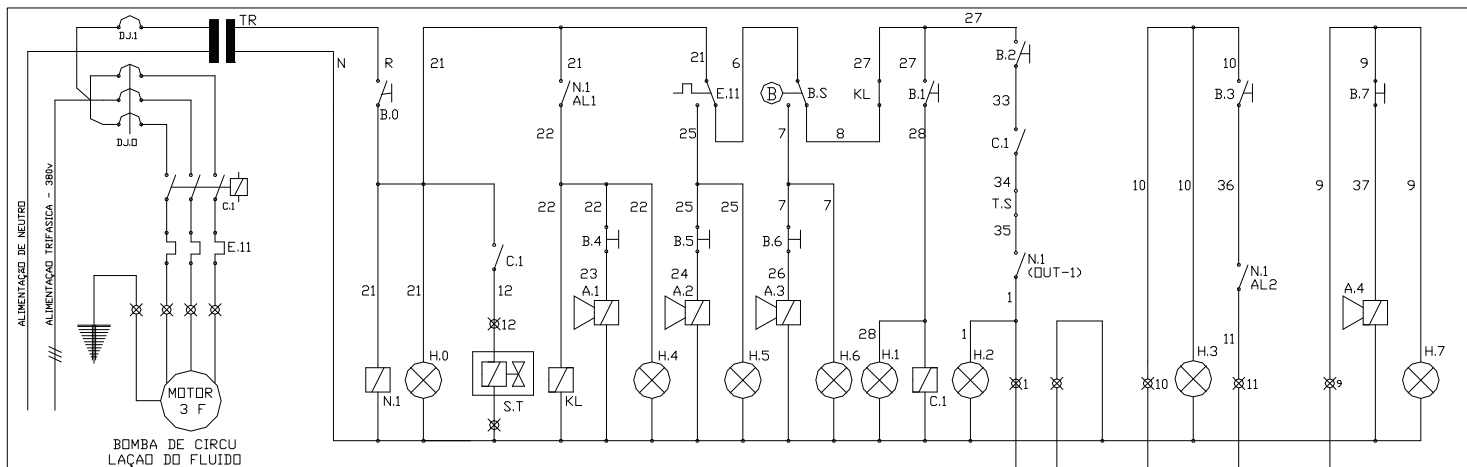 27
TR
DJ.1
N
R
21
21
N.1
AL1
21
6
E.11
B
B.S
27
KL
27
B.1
B.2
10
B.3
9
B.7
B.0
33
DJ.0
22
25
7
8
28
C.1
34
T.S
35
10
10
36
9
37
9
C.1
E.11
22
22
22
25
25
7
7
B.4
B.5
B.6
C.1
N.1
(OUT-1)
N.1
AL2
ALIMENTAÇÃO DE NEUTRO
ALIMENTAÇAO TRIFASICA - 380v
21
21
12
12
23
A.1
24
A.2
26
A.3
1
A.4
28
1
11
H.0
H.4
H.5
H.6
H.1
H.2
H.3
H.7
MOTOR
3 F
N.1
S.T
KL
C.1
1
10
11
9
BOMBA DE CIRCU
LAÇAO DO FLUIDO